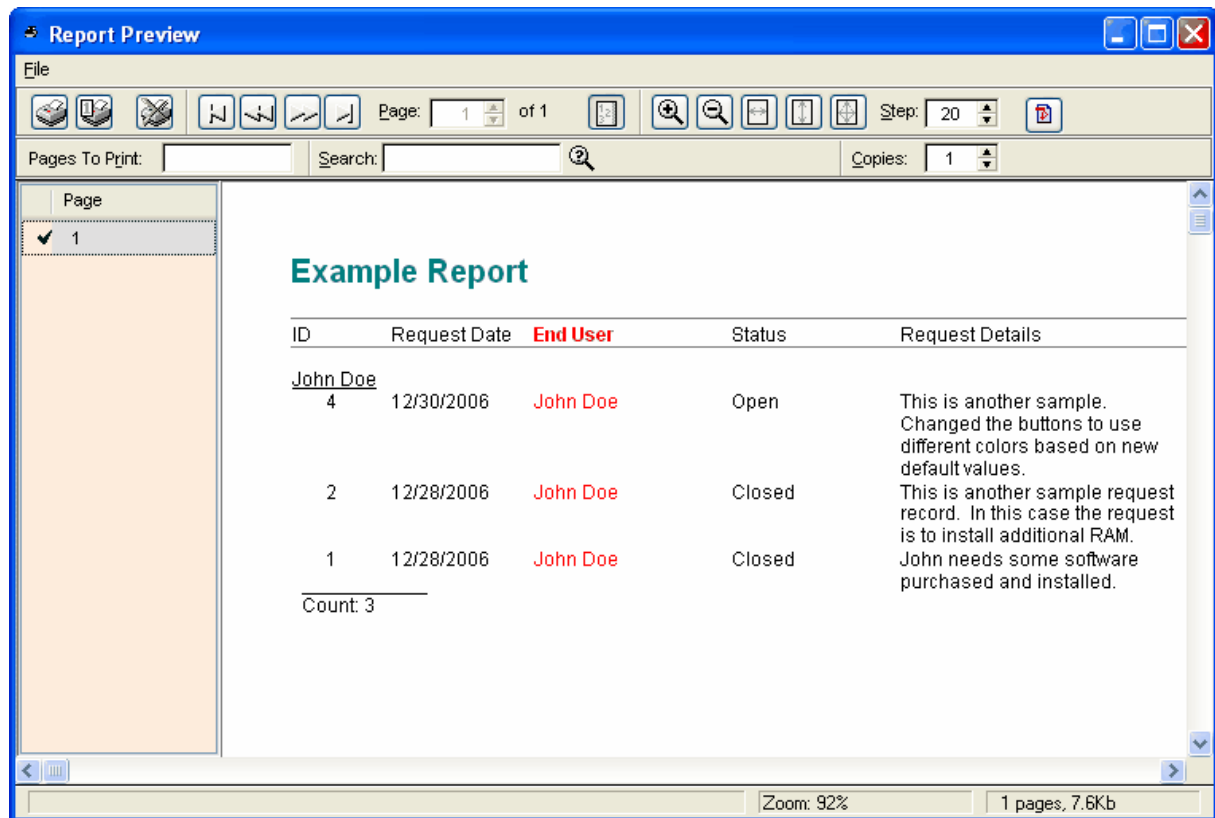 Report Preview
File
Page: 1 of 1 Step: 20
Pages To Print: Search: Copies: 1
Page
1
Example Report
ID Request Date End User Status Request Details
John Doe
4 12/30/2006 John Doe Open This is another sample.
Changed the buttons to use
different colors based on new
default values.
2 12/28/2006 John Doe Closed This is another sample request
record. In this case the request
is to install additional RAM.
1 12/28/2006 John Doe Closed John needs some software
purchased and installed.
Count: 3
Zoom: 92% 1 pages, 7.6Kb